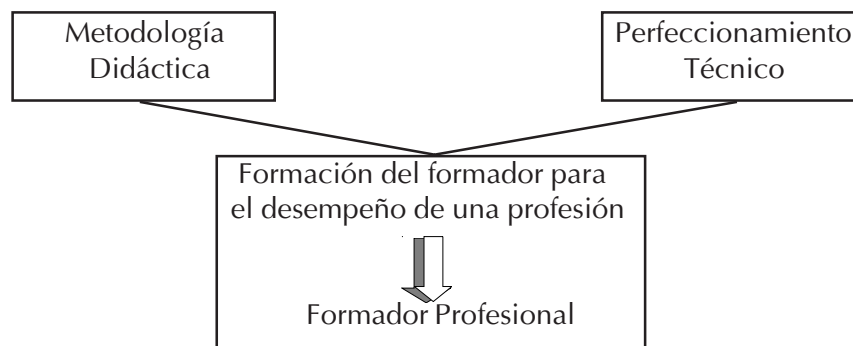 Metodología
Didáctica
Perfeccionamiento
Técnico
Formación del formador para
el desempeño de una profesión
Formador Profesional